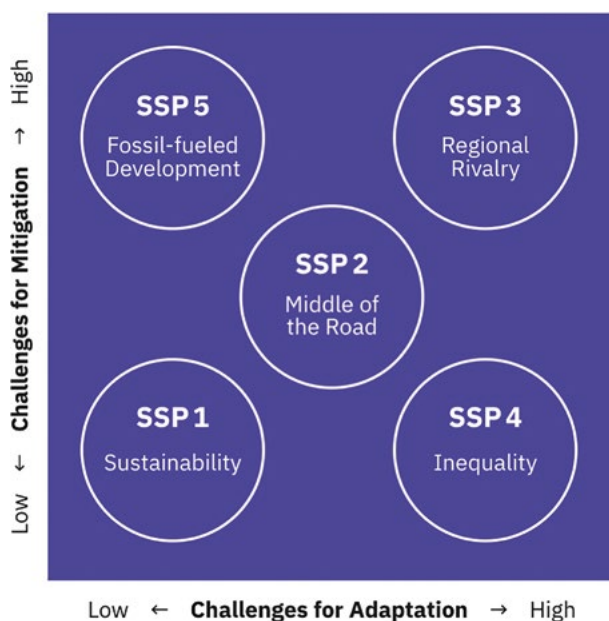 SSP 5
Fossil-fueled
Development
SSP 3
Regional
Rivalry
SSP 2
Middle of
the Road
SSP 1
Sustainability
SSP 4
Inequality
Low ← Challenges for Mitigation → High
Low ← Challenges for Adaptation → High